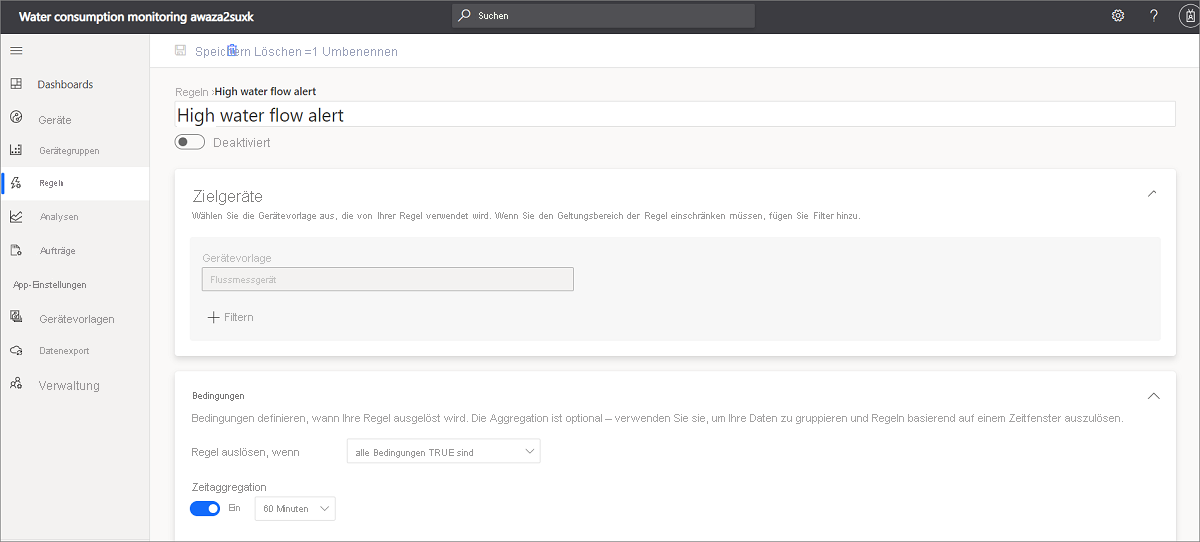 Water consumption monitoring awaza2suxk
Suchen
?
Speichern Löschen =1 Umbenennen
Dashboards
Geräte
Gerätegruppen
Regeln
Analysen
Aufträge
App-Einstellungen
Gerätevorlagen
Datenexport
Verwaltung
Regeln › High water flow alert
High water flow alert
Deaktiviert
Zielgeräte
Wählen Sie die Gerätevorlage aus, die von Ihrer Regel verwendet wird. Wenn Sie den Geltungsbereich der Regel einschränken müssen, fügen Sie Filter hinzu.
Gerätevorlage
Flussmessgerät
+ Filtern
Bedingungen
Bedingungen definieren, wann Ihre Regel ausgelöst wird. Die Aggregation ist optional – verwenden Sie sie, um Ihre Daten zu gruppieren und Regeln basierend auf einem Zeitfenster auszulösen.
Regel auslösen, wenn
alle Bedingungen TRUE sind
Zeitaggregation
Ein
60 Minuten